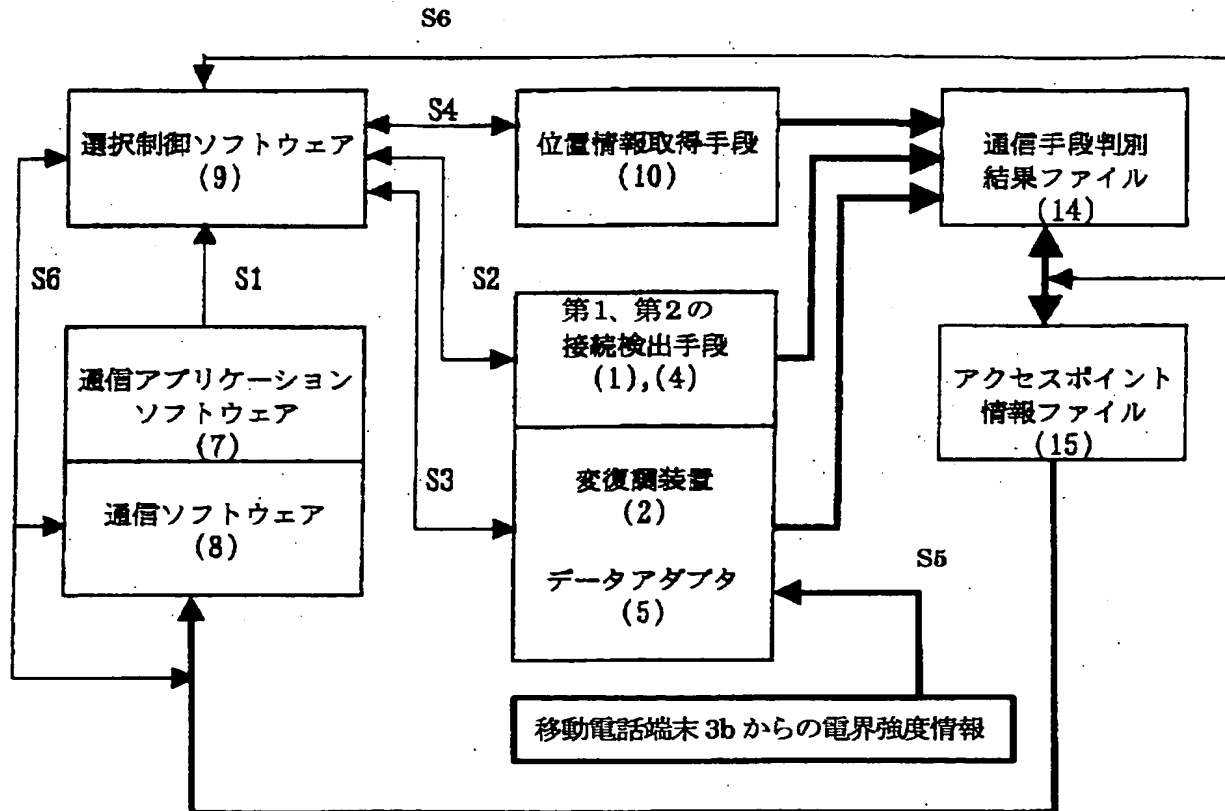 S6
選択制御ソフトウェア
(9)
S4
位置情報取得手段
(10)
通信手段判別
結果ファイル
(14)
S6
S1
S2
第1、第2の
接続検出手段
(1),(4)
通信アプリケーション
ソフトウェア
(7)
アクセスポイント
情報ファイル
(15)
S3
変復調装置
(2)
通信ソフトウェア
(8)
S5
データアダプタ
(5)
移動電話端末3bからの電界強度情報